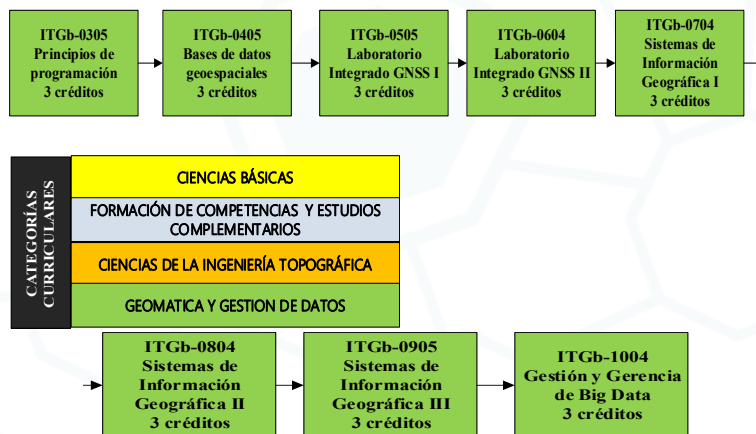 ITGb-0305
Principios de
programación
3 créditos
ITGb-0405
Bases de datos
geoespaciales
3 créditos
ITGb-0505
Laboratorio
Integrado GNSS I
3 créditos
ITGb-0604
Laboratorio
Integrado GNSS II
3 créditos
ITGb-0704
Sistemas de
Información
Geográfica I
3 créditos
CATEGORÍAS
CURRICULARES
CIENCIAS BÁSICAS
FORMACIÓN DE COMPETENCIAS Y ESTUDIOS
COMPLEMENTARIOS
CIENCIAS DE LA INGENIERÍA TOPOGRÁFICA
GEOMATICA Y GESTION DE DATOS
ITGb-0804
Sistemas de
Información
Geográfica II
3 créditos
ITGb-0905
Sistemas de
Información
Geográfica III
3 créditos
ITGb-1004
Gestión y Gerencia
de Big Data
3 créditos